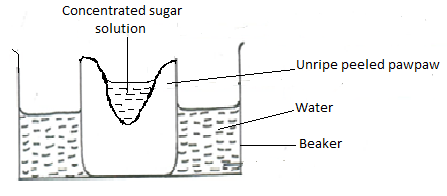 Concentrated sugar
solution
Unripe peeled pawpaw
Water
Beaker